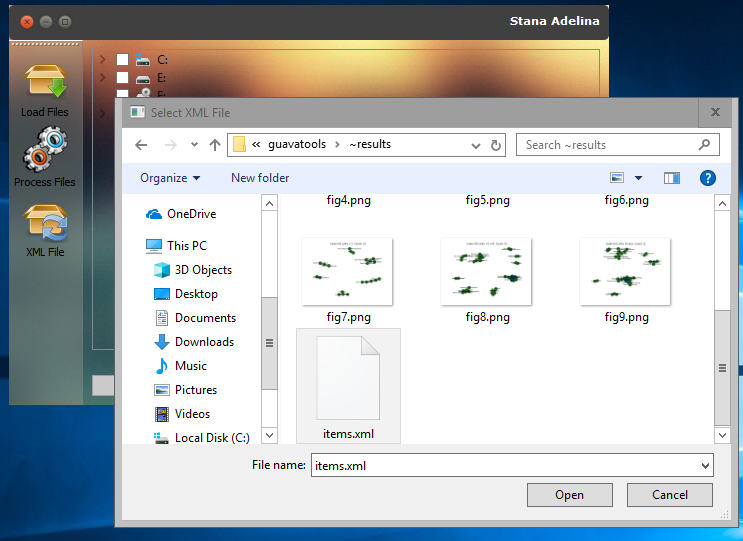 Stana Adelina
C:
E:
Load Files
Process Files
XML File
Select XML File
« guavatools > ~results
Search ~results
Organize
New folder
OneDrive
This PC
3D Objects
Desktop
Documents
Downloads
Music
Pictures
Videos
Local Disk (C:)
fig4.png
fig5.png
fig6.png
fig7.png
fig8.png
fig9.png
items.xml
File name:
items.xml
Open
Cancel